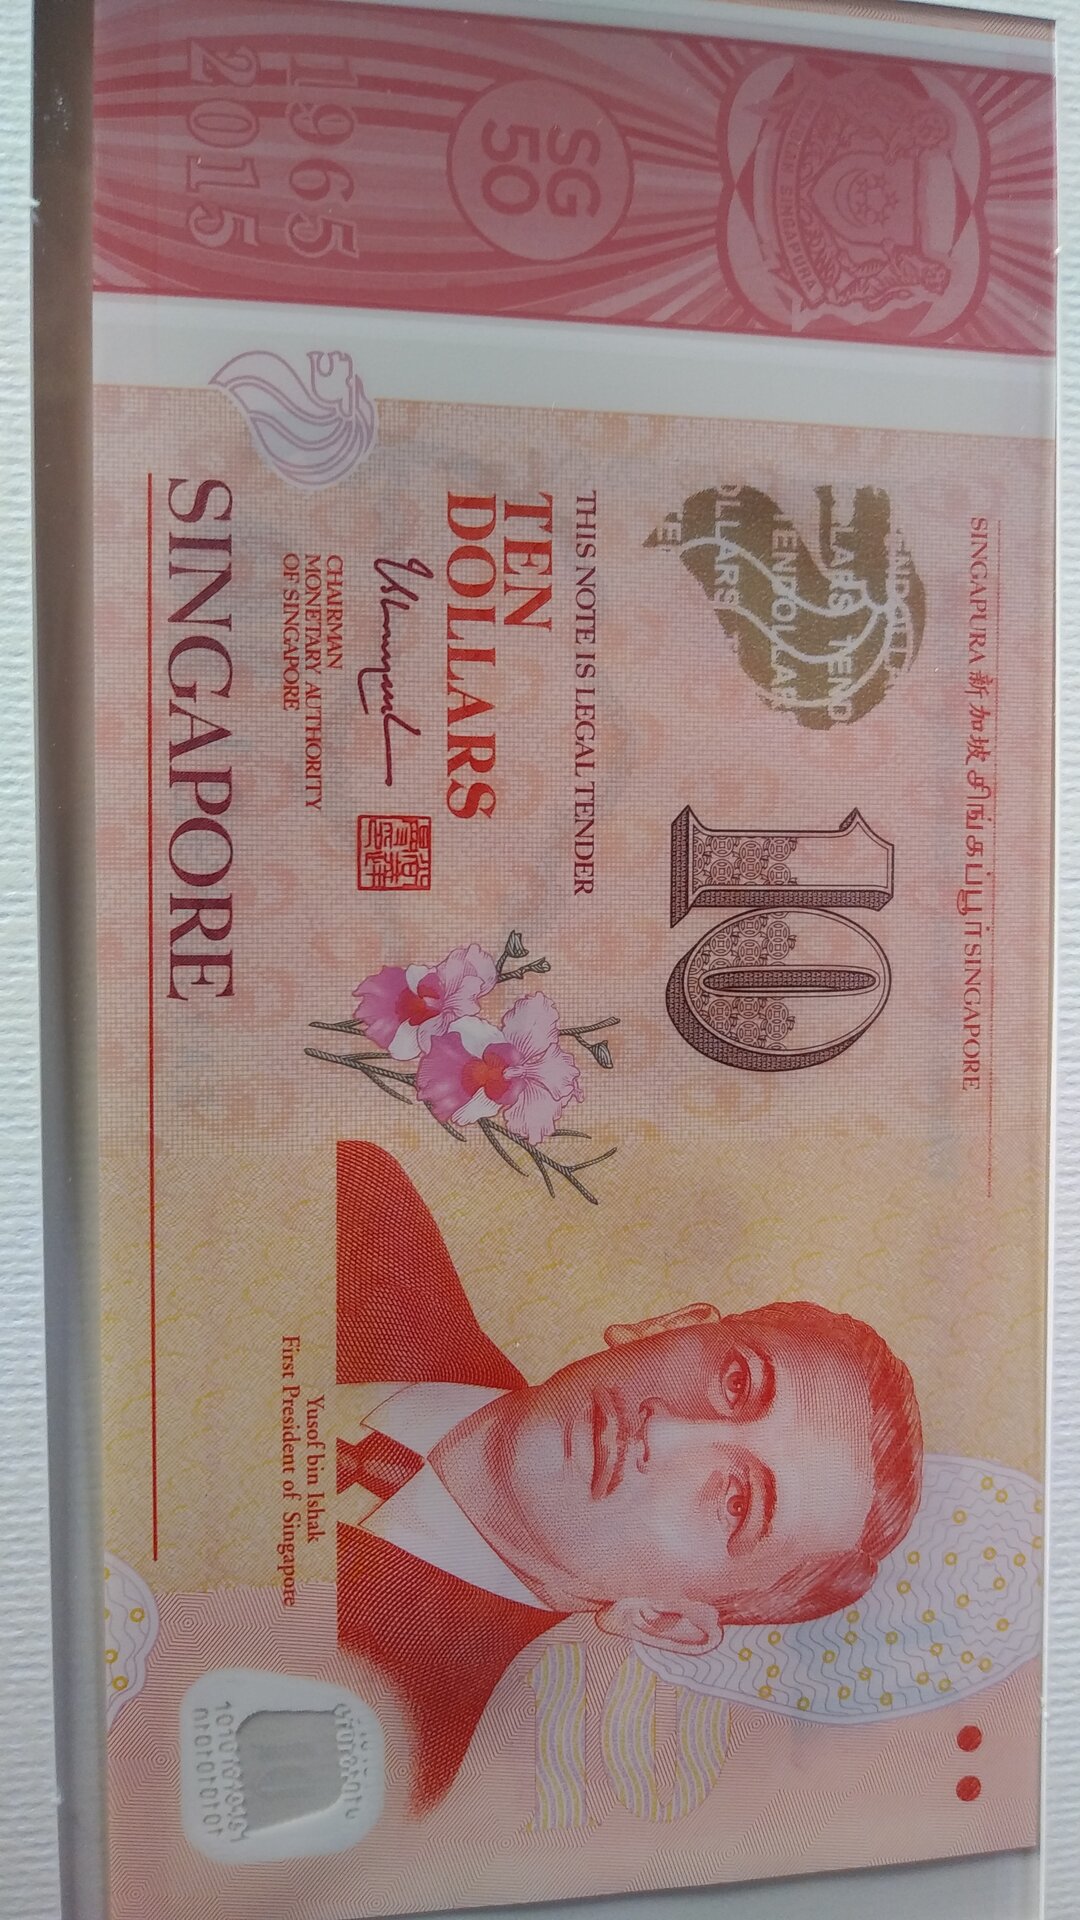 1965
2015
SG
50
SINGAPURA 新加坡 சிங்கப்பூர் SINGAPORE
10
THIS NOTE IS LEGAL TENDER
TEN
DOLLARS
CHAIRMAN
MONETARY AUTHORITY
OF SINGAPORE
SINGAPORE
Yusof bin Ishak
First President of Singapore